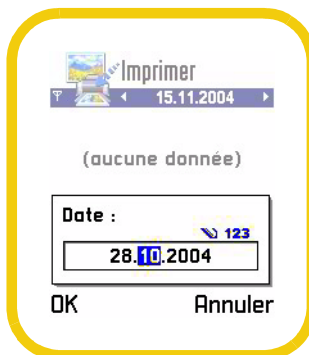 Imprimer
15.11.2004
(aucune donnée)
Date :
123
28.10.2004
OK Annuler